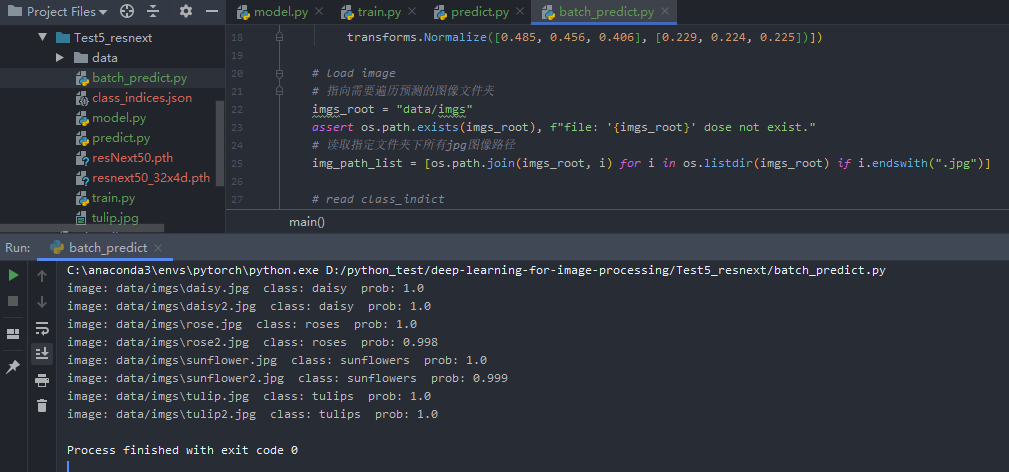 Project Files
model.py
train.py
predict.py
batch_predict.py
Test5_resnext
data
batch_predict.py
class_indices.json
model.py
predict.py
resNext50.pth
resnext50_32x4d.pth
train.py
tulip.jpg
18 transforms.Normalize([0.485, 0.456, 0.406], [0.229, 0.224, 0.225])])
19
20 # load image
21 # 指向需要遍历预测的图像文件夹
22 imgs_root = "data/imgs"
23 assert os.path.exists(imgs_root), f"file: '{imgs_root}' dose not exist."
24 # 读取指定文件夹下所有jpg图像路径
25 img_path_list = [os.path.join(imgs_root, i) for i in os.listdir(imgs_root) if i.endswith(".jpg")]
26
27 # read class_indict
main()
Run: batch_predict
C:\anaconda3\envs\pytorch\python.exe D:/python_test/deep-learning-for-image-processing/Test5_resnext/batch_predict.py
image: data/imgs\daisy.jpg class: daisy prob: 1.0
image: data/imgs\daisy2.jpg class: daisy prob: 1.0
image: data/imgs\rose.jpg class: roses prob: 1.0
image: data/imgs\rose2.jpg class: roses prob: 0.998
image: data/imgs\sunflower.jpg class: sunflowers prob: 1.0
image: data/imgs\sunflower2.jpg class: sunflowers prob: 0.999
image: data/imgs\tulip.jpg class: tulips prob: 1.0
image: data/imgs\tulip2.jpg class: tulips prob: 1.0
Process finished with exit code 0